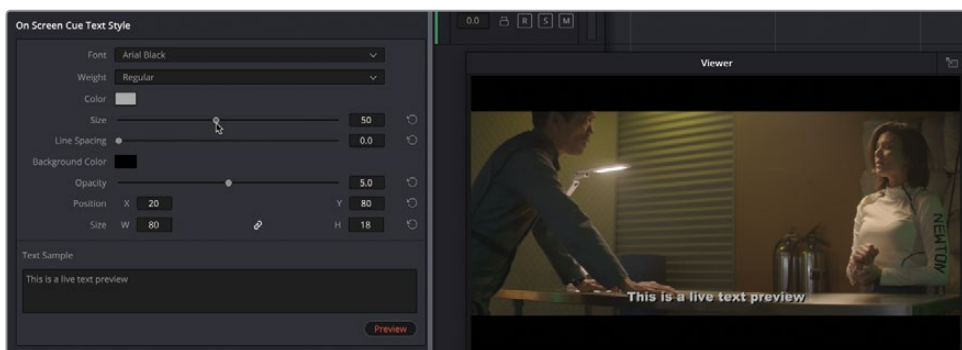 On Screen Cue Text Style
Font Arial Black
Weight Regular
Color
Size 50
Line Spacing 0.0
Background Color
Opacity 5.0
Position X 20 Y 80
Size W 80 H 18
Text Sample
This is a live text preview
Preview
0.0 R S M
Viewer
NEWTON
This is a live text preview